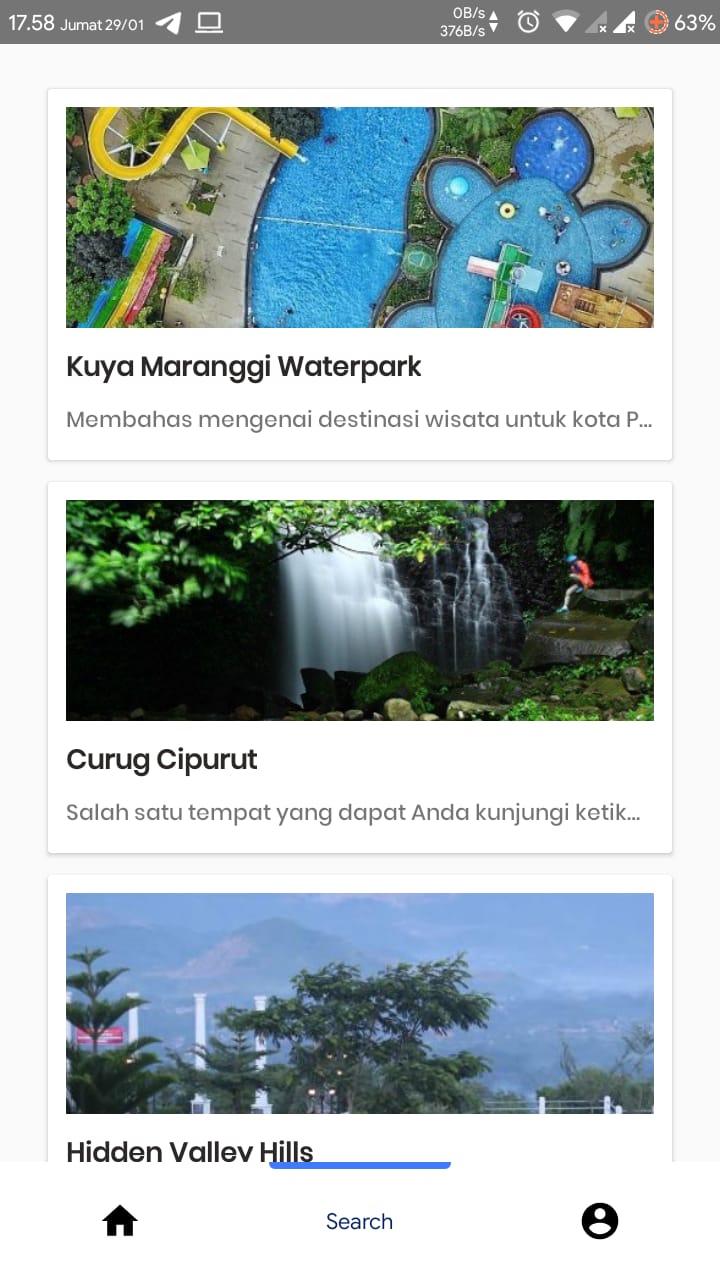 17.58 Jumat 29/01
0B/s
376B/s
63%
Kuya Maranggi Waterpark
Membahas mengenai destinasi wisata untuk kota P...
Curug Cipurut
Salah satu tempat yang dapat Anda kunjungi ketik...
Hidden Valley Hills
Search